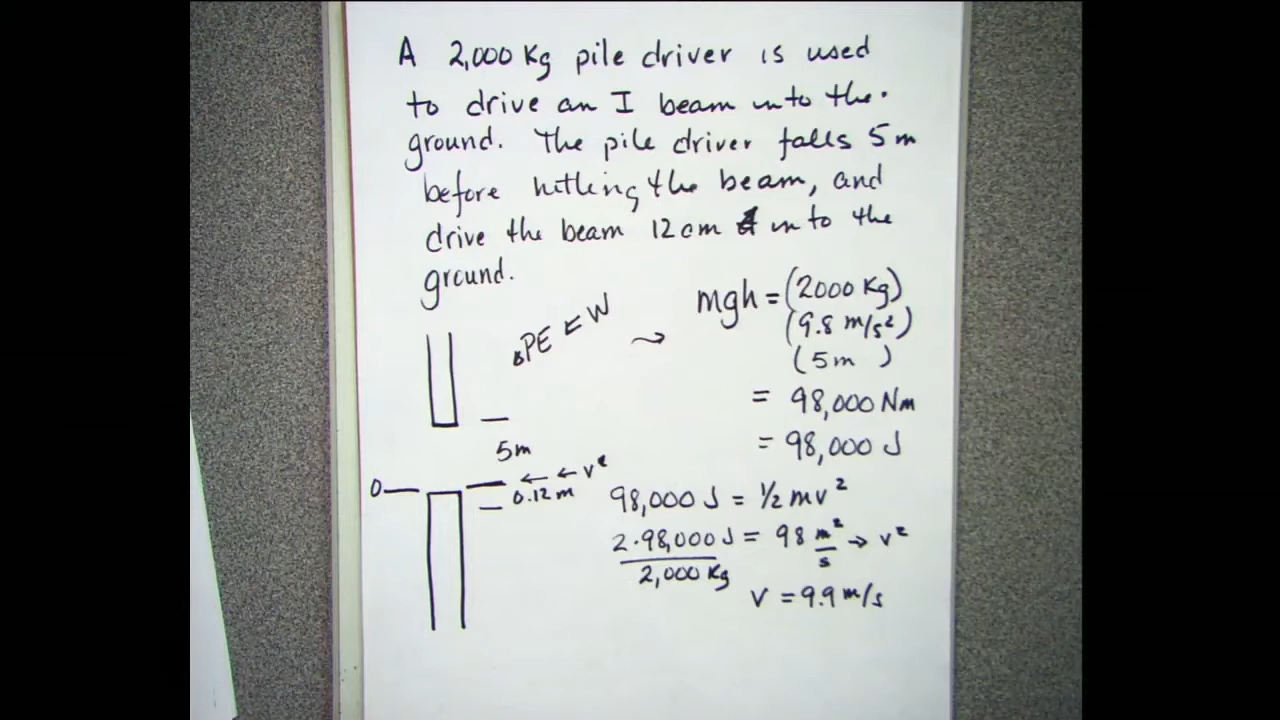 A 2,000 Kg pile driver is used
to drive an I beam into the.
ground. The pile driver falls 5m
before hitling the beam, and
drive the beam 12cm into the
ground.
ΔPE = W
mgh = (2000 Kg)
(9.8 m/s²)
(5m )
= 98,000 Nm
= 98,000 J
5m
0
← ← v²
0.12m
98,000 J = 1/2 mv²
2·98,000 J / 2,000 Kg = 98 m²/s → v²
v = 9.9 m/s